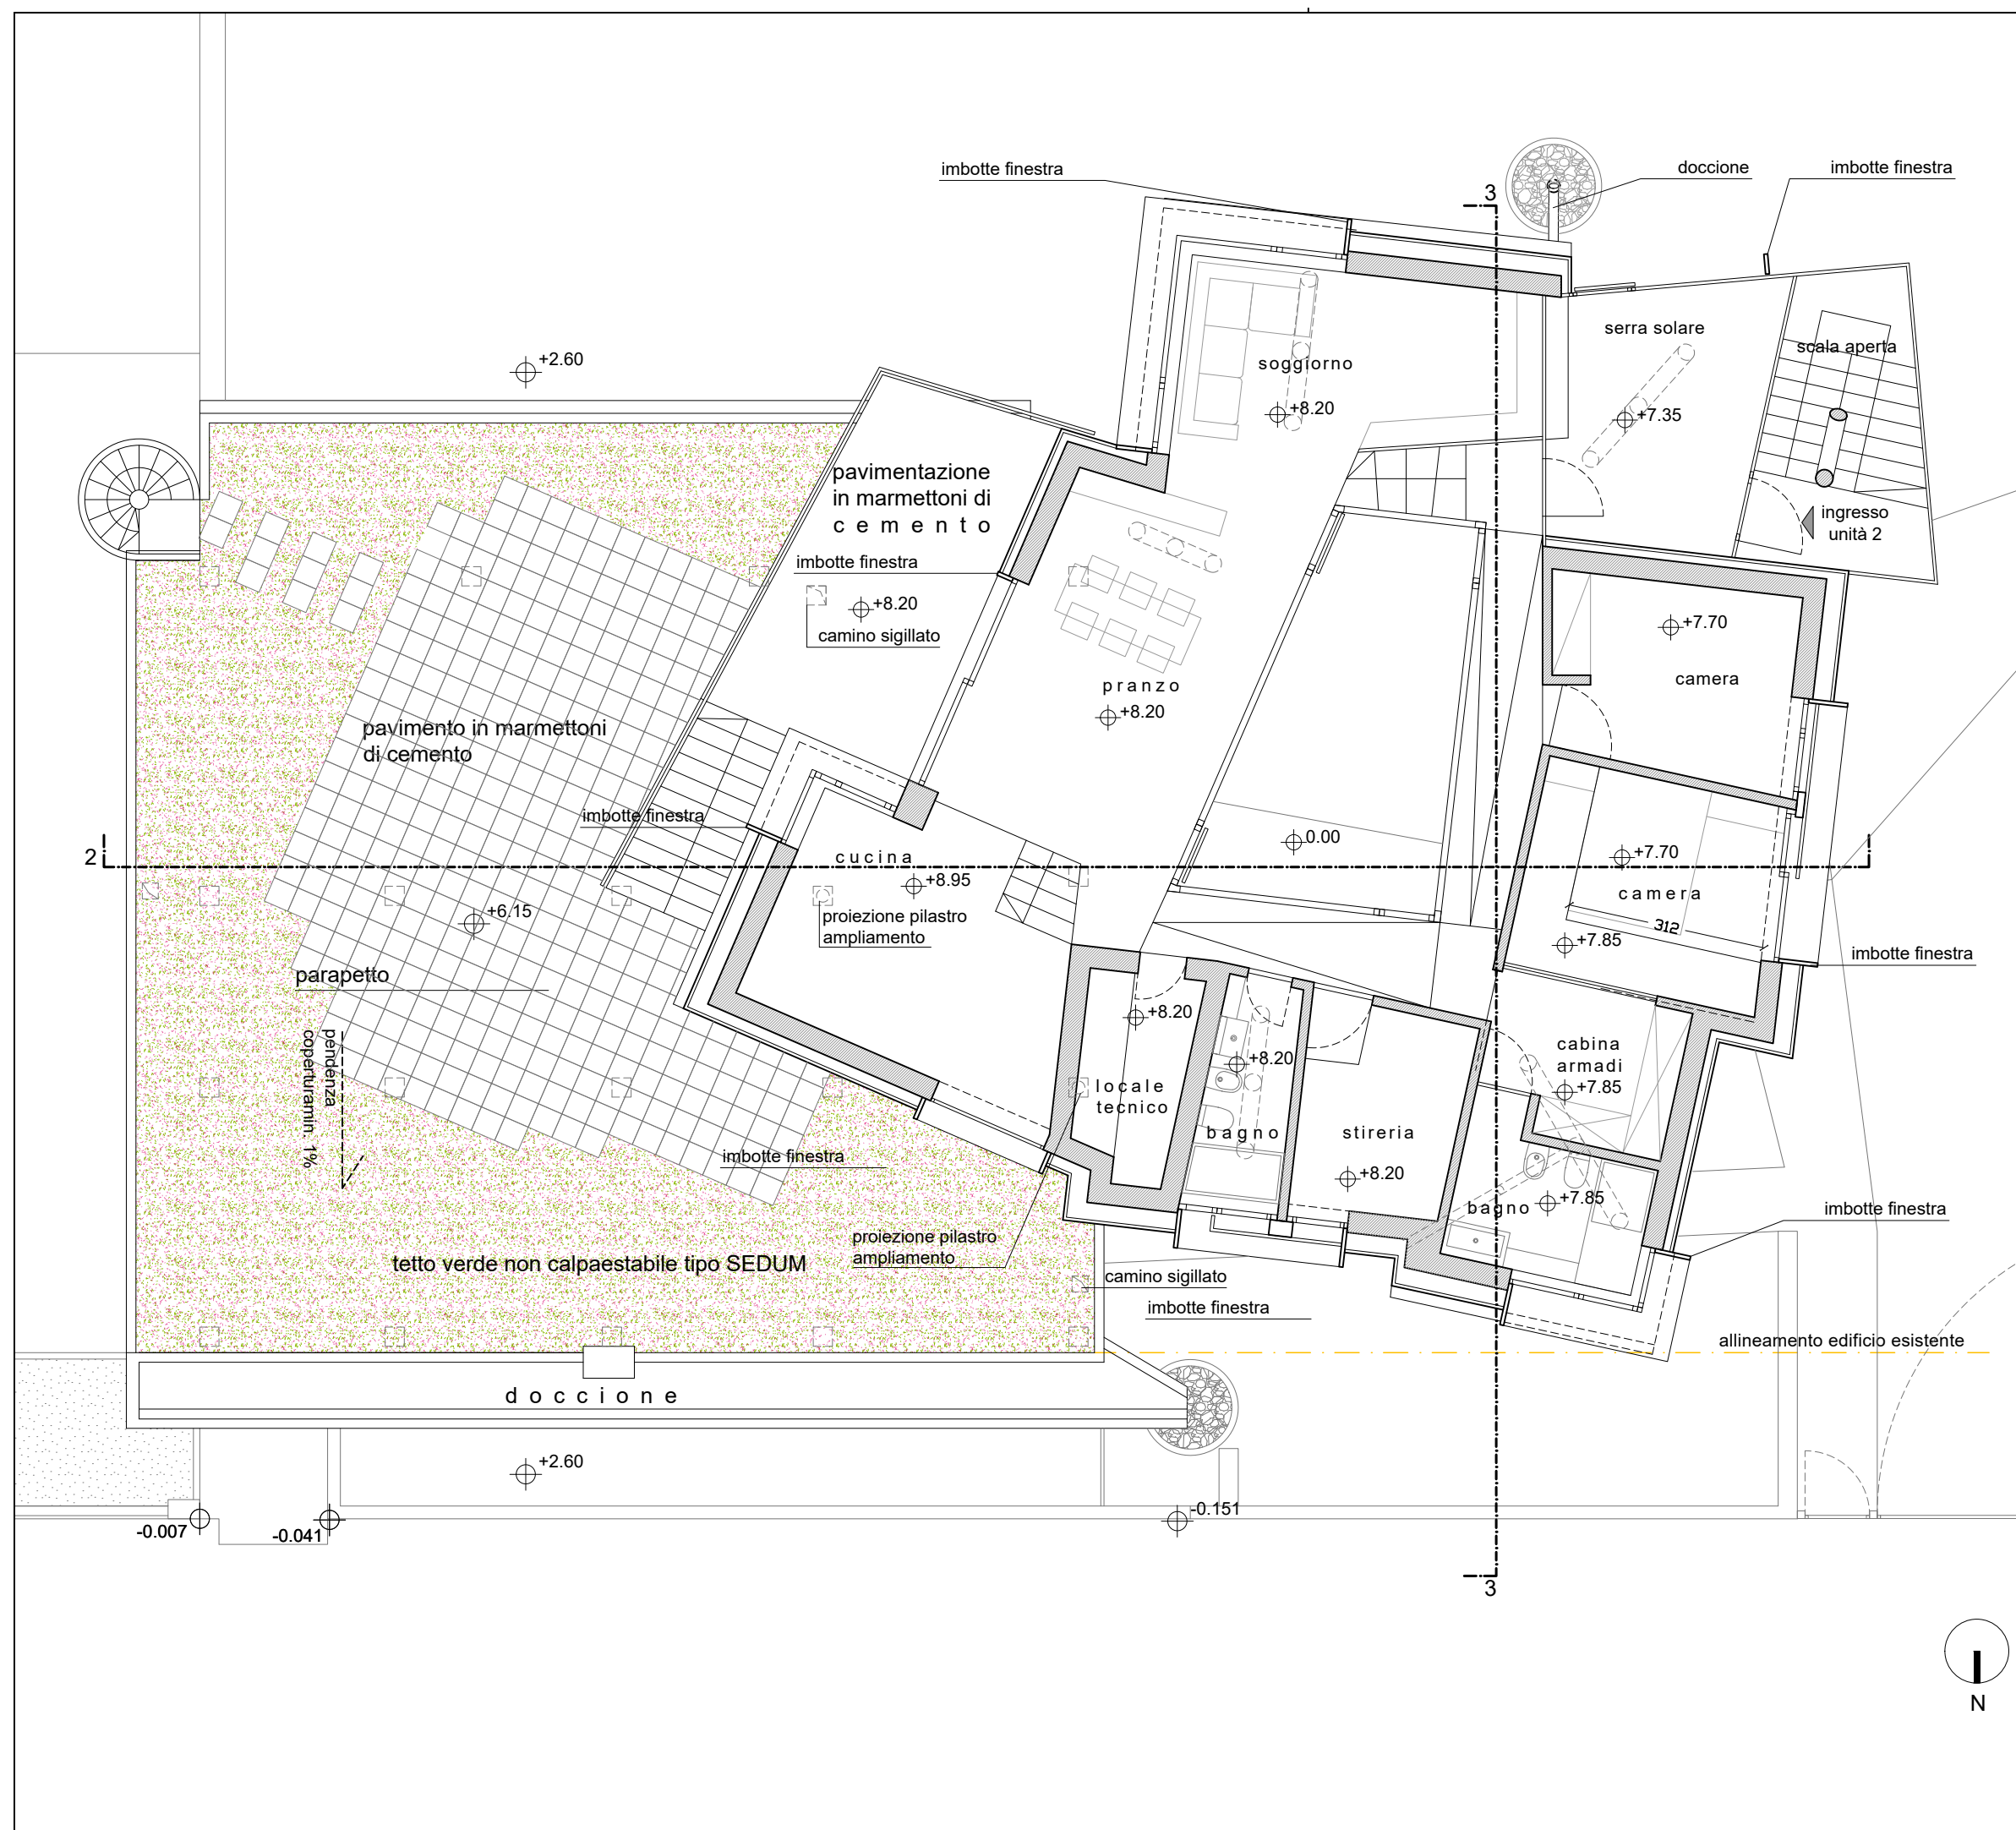 imbotte finestra
doccione
imbotte finestra
3
serra solare
scala aperta
+2.60
soggiorno
+8.20
+7.35
pavimentazione
in marmettoni di
cemento
ingresso
unità 2
imbotte finestra
+8.20
camino sigillato
+7.70
camera
pranzo
+8.20
pavimento in marmettoni
di cemento
imbotte finestra
2
cucina
+8.95
0.00
+7.70
camera
312
+7.85
+6.15
proiezione pilastro
ampliamento
imbotte finestra
parapetto
+8.20
pendenza
coperturamin. 1%
+8.20
cabina
armadi
+7.85
locale
tecnico
bagno
stireria
+8.20
imbotte finestra
bagno
+7.85
imbotte finestra
proiezione pilastro
ampliamento
tetto verde non calpaestabile tipo SEDUM
camino sigillato
imbotte finestra
allineamento edificio esistente
doccione
+2.60
-0.007
-0.041
-0.151
3
N